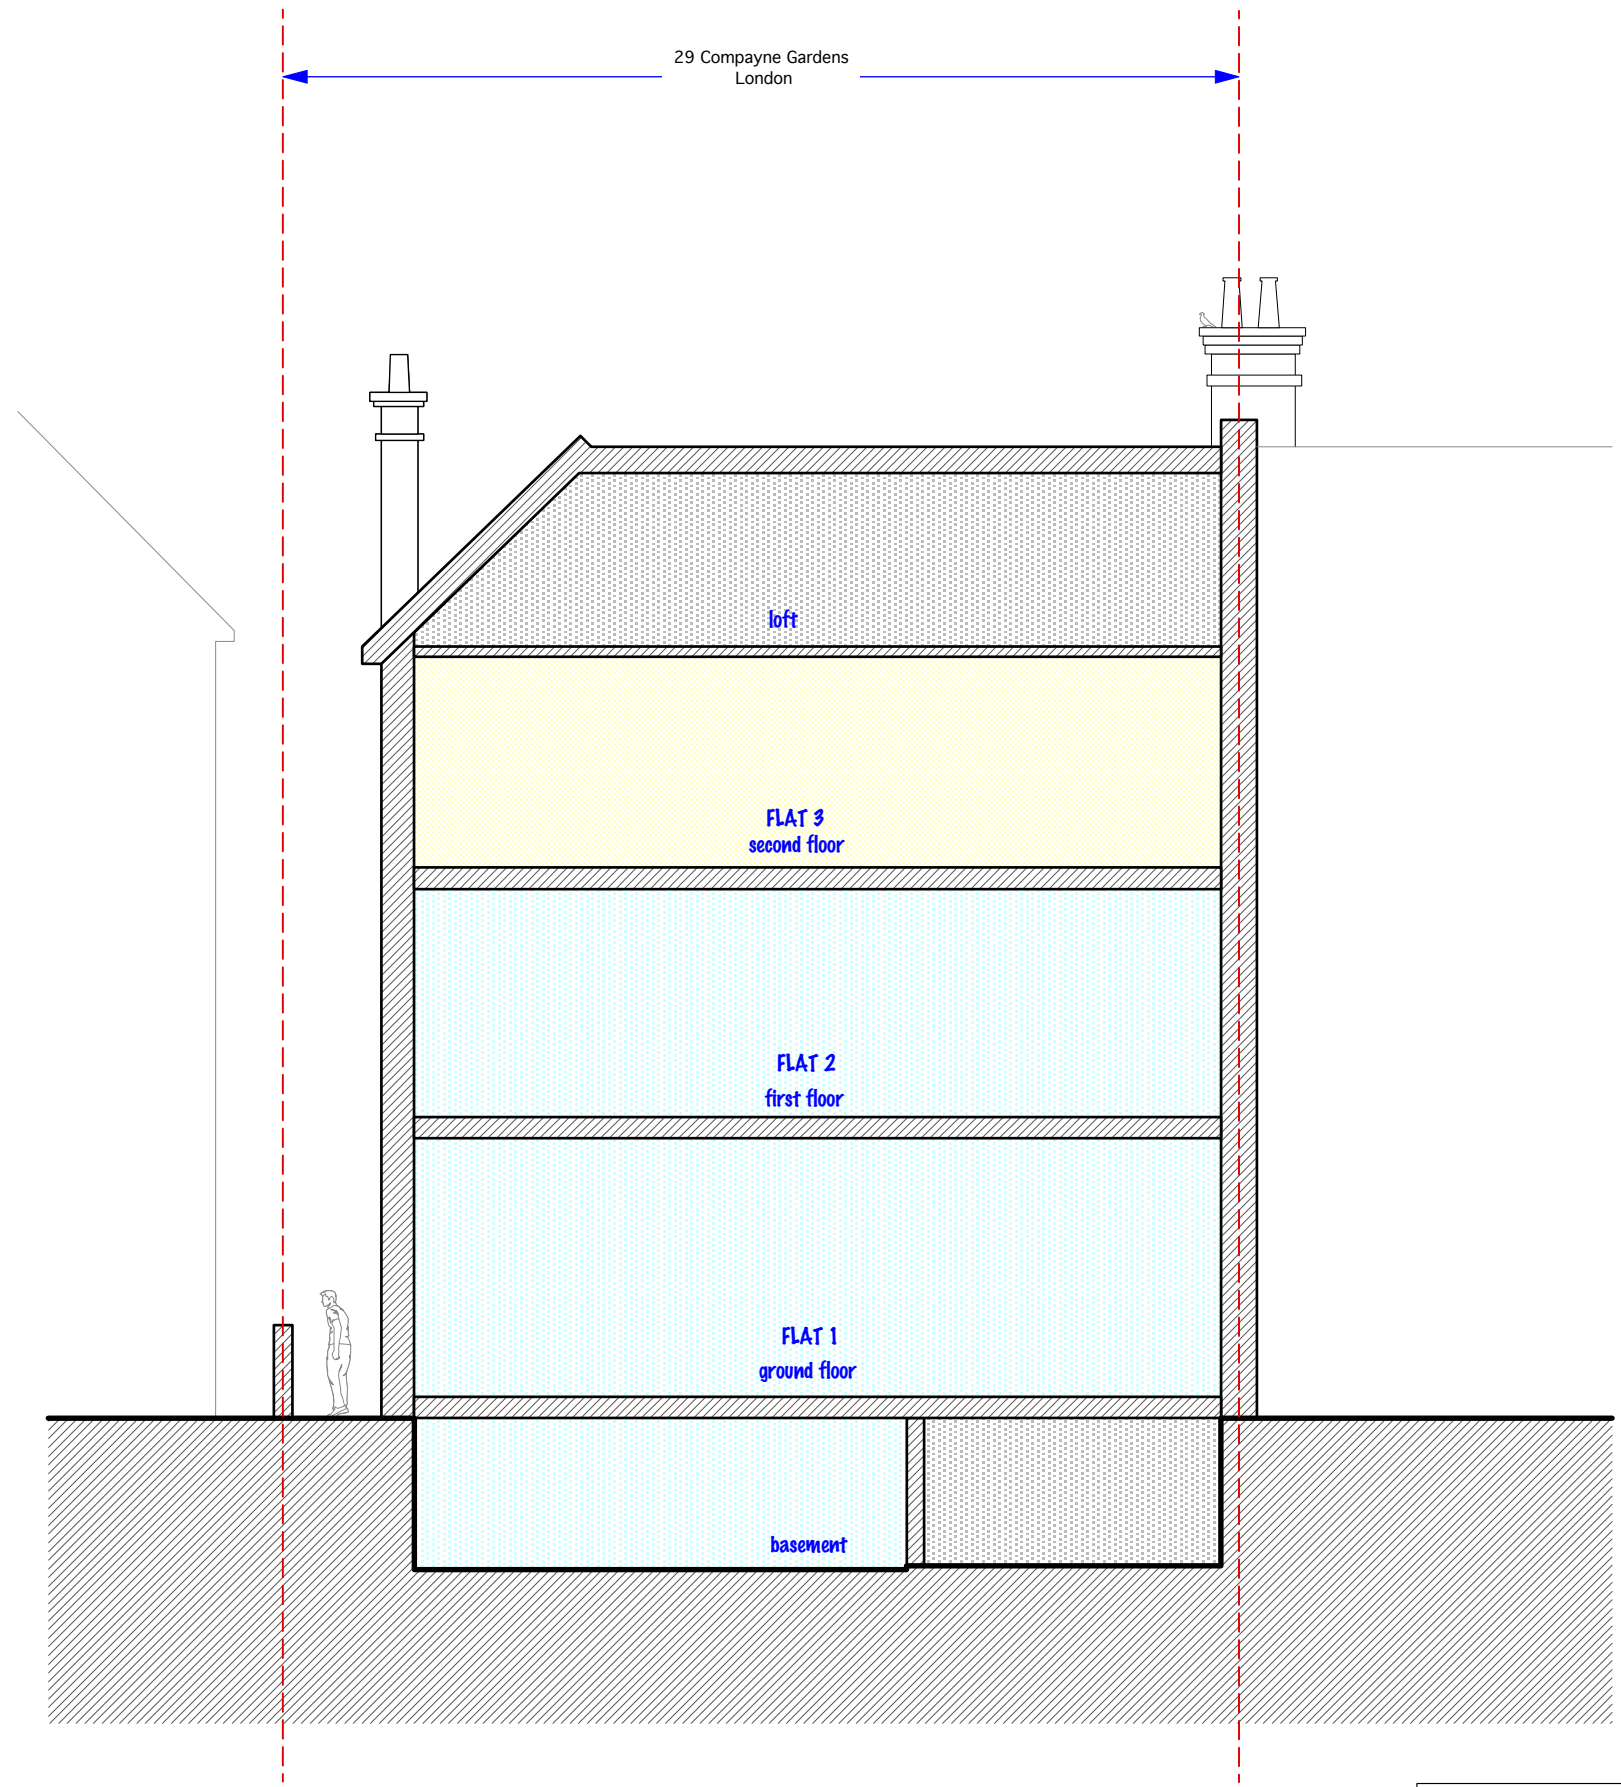 29 Compayne Gardens
London
loft
FLAT 3
second floor
FLAT 2
first floor
FLAT 1
ground floor
basement